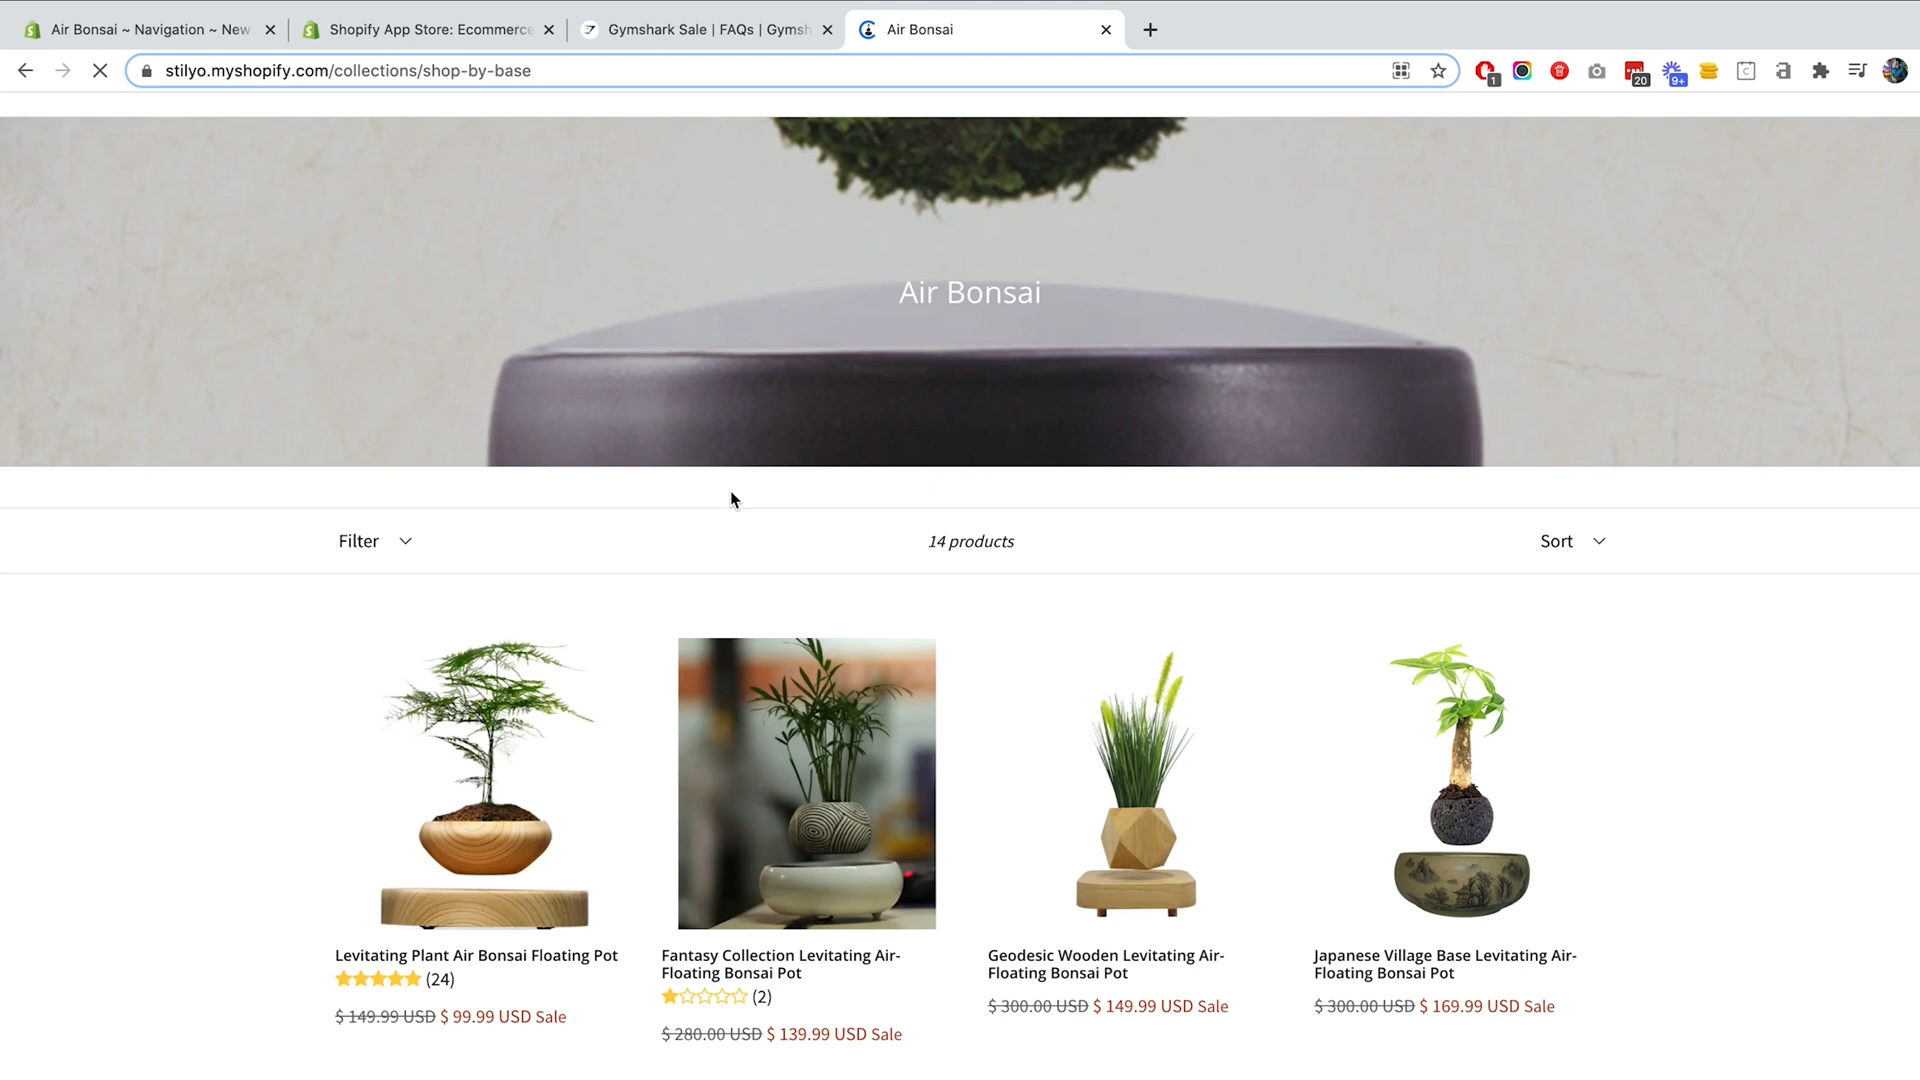 Air Bonsai ~ Navigation ~ New
Shopify App Store: Ecommerce
Gymshark Sale | FAQs | Gymsh
Air Bonsai
stilyo.myshopify.com/collections/shop-by-base
1
20
9+
Air Bonsai
Filter
14 products
Sort
Levitating Plant Air Bonsai Floating Pot
(24)
$ 149.99 USD $ 99.99 USD Sale
Fantasy Collection Levitating Air-
Floating Bonsai Pot
(2)
$ 280.00 USD $ 139.99 USD Sale
Geodesic Wooden Levitating Air-
Floating Bonsai Pot
$ 300.00 USD $ 149.99 USD Sale
Japanese Village Base Levitating Air-
Floating Bonsai Pot
$ 300.00 USD $ 169.99 USD Sale